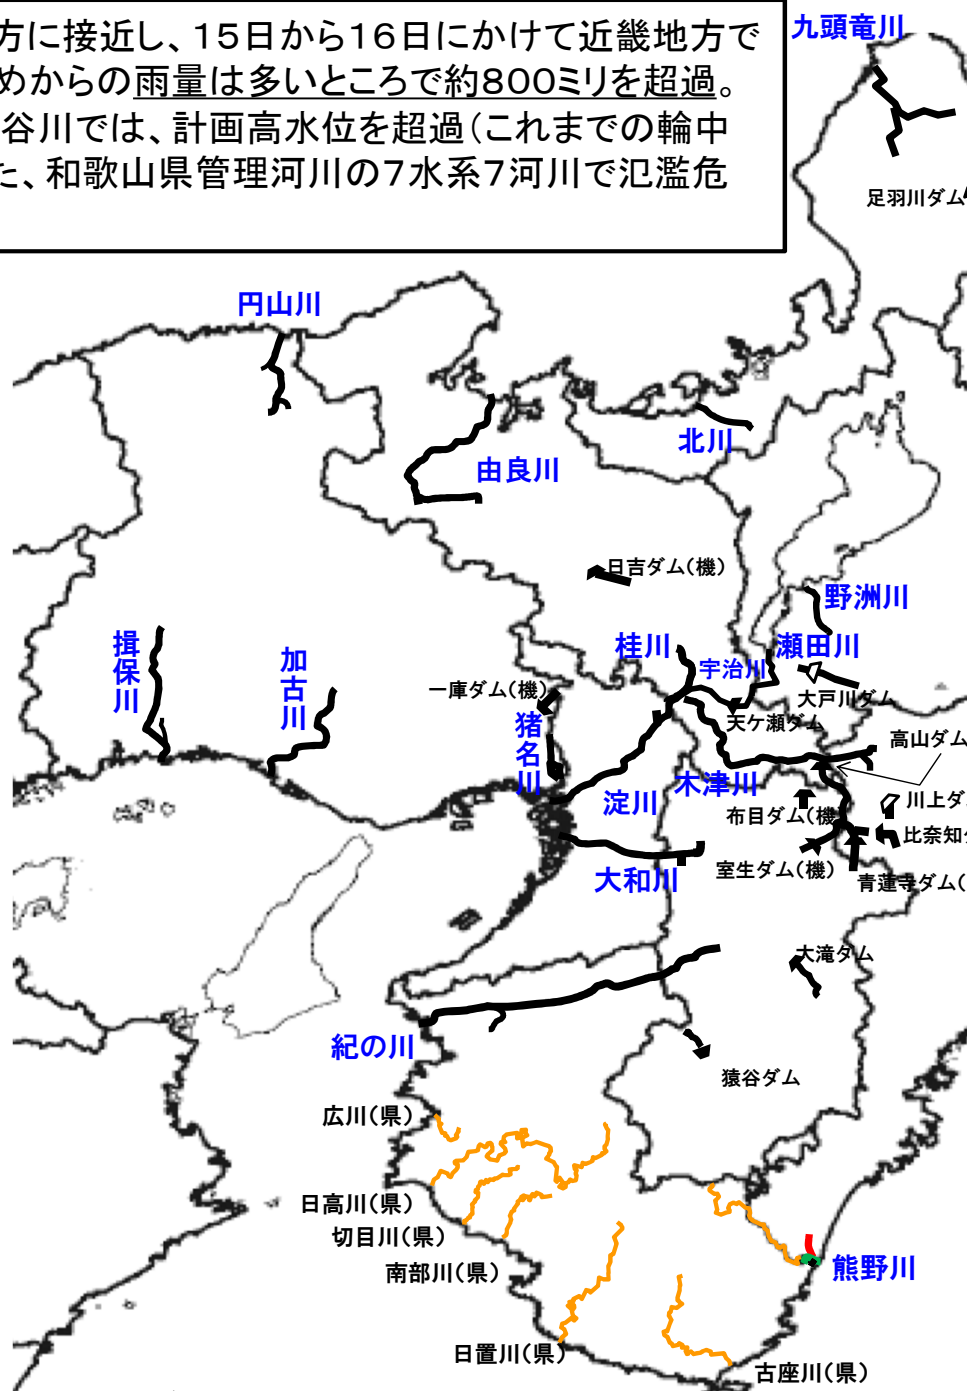 方に接近し、15日から16日にかけて近畿地方で
めからの雨量は多いところで約800ミリを超過。
谷川では、計画高水位を超過(これまでの輪中
た、和歌山県管理河川の7水系7河川で氾濫危
九頭竜川
足羽川ダム
円山川
北川
由良川
日吉ダム(機)
野洲川
揖保川
加古川
桂川
宇治川
瀬田川
一庫ダム(機)
大戸川ダム
猪名川
天ケ瀬ダム
高山ダム
淀川
木津川
布目ダム(機
川上ダ
比奈知
大和川
室生ダム(機)
青蓮寺ダム(
大滝ダム
紀の川
猿谷ダム
広川(県)
日高川(県)
切目川(県)
南部川(県)
熊野川
日置川(県)
古座川(県)